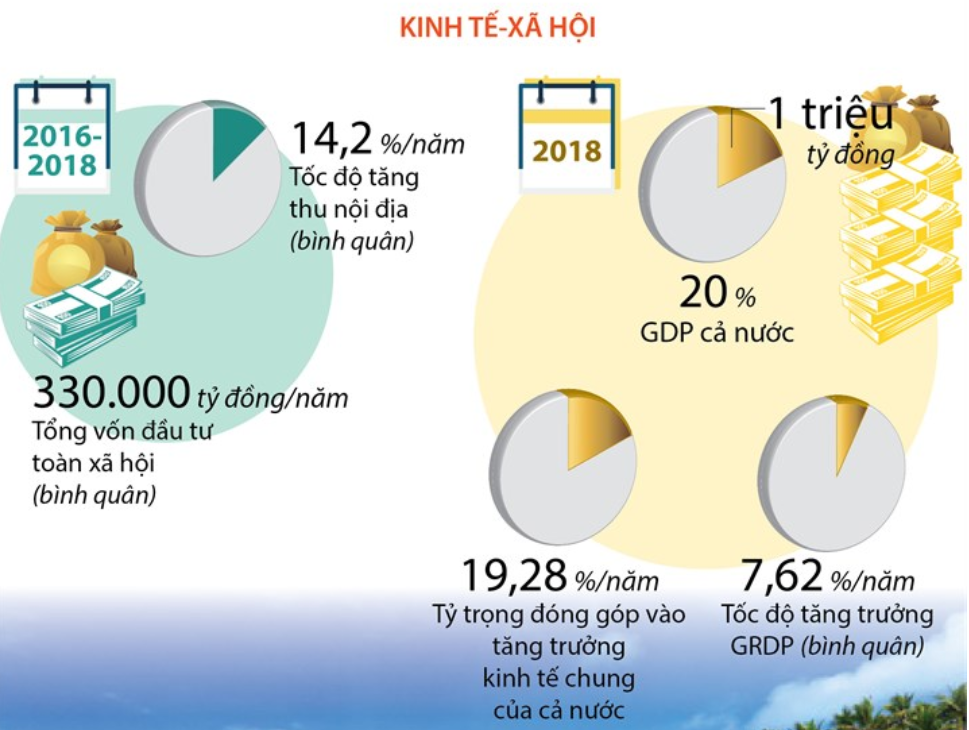 KINH TẾ-XÃ HỘI
2016-
2018
14,2 %/năm
Tốc độ tăng
thu nội địa
(bình quân)
330.000 tỷ đồng/năm
Tổng vốn đầu tư
toàn xã hội
(bình quân)
2018
1 triệu
tỷ đồng
20 %
GDP cả nước
19,28 %/năm
Tỷ trọng đóng góp vào
tăng trưởng
kinh tế chung
của cả nước
7,62 %/năm
Tốc độ tăng trưởng
GRDP (bình quân)